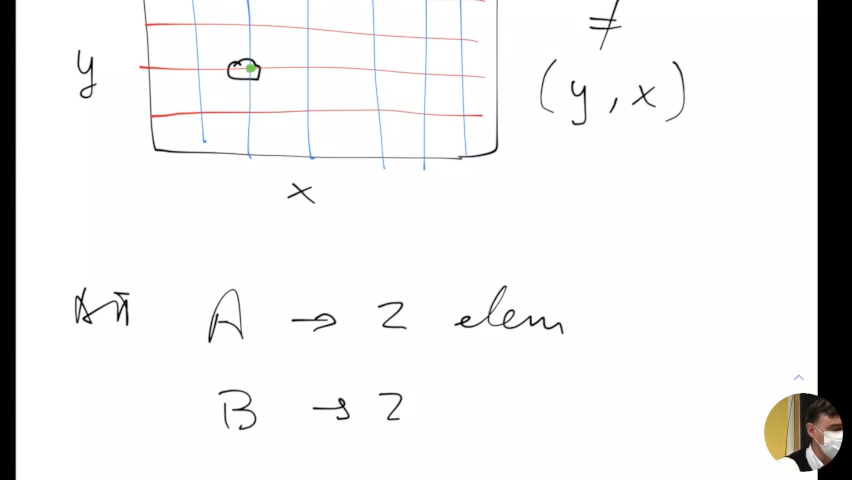 ≠
y
(y, x)
x
A → 2 elem
B → 2